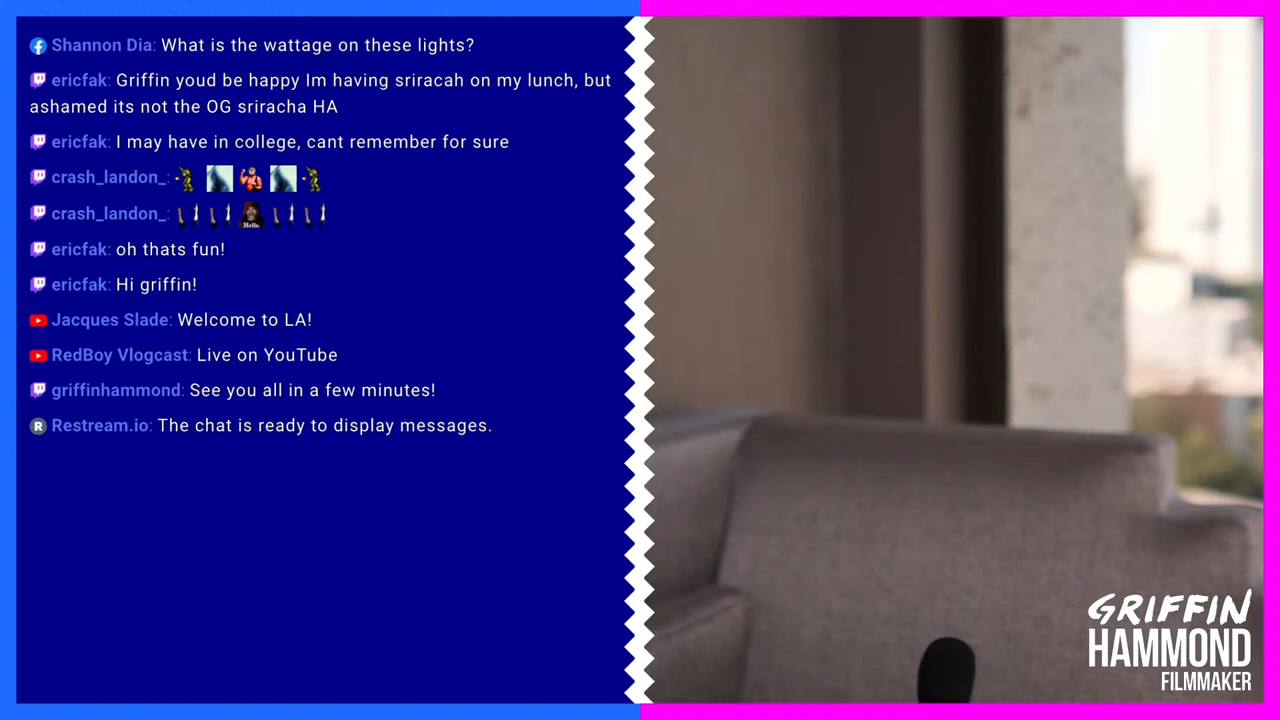 Shannon Dia: What is the wattage on these lights?
ericfak: Griffin youd be happy Im having sriracah on my lunch, but
ashamed its not the OG sriracha HA
ericfak: I may have in college, cant remember for sure
crash_landon_:
crash_landon_:
Hello.
ericfak: oh thats fun!
ericfak: Hi griffin!
Jacques Slade: Welcome to LA!
RedBoy Vlogcast: Live on YouTube
griffinhammond: See you all in a few minutes!
R Restream.io: The chat is ready to display messages.
GRIFFIN
HAMMOND
FILMMAKER